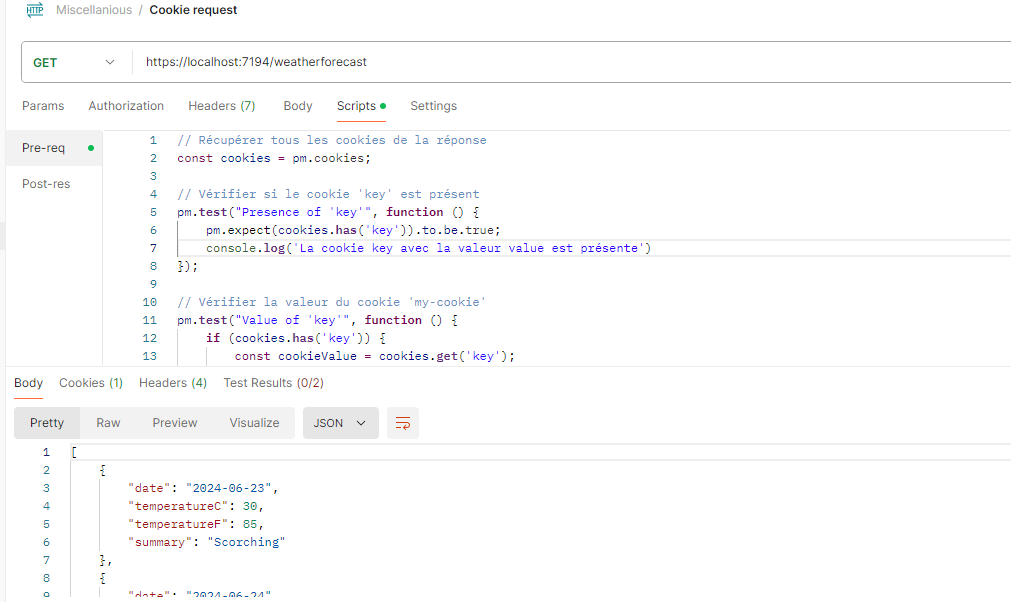 HTTP Miscellanious / Cookie request
GET https://localhost:7194/weatherforecast
Params Authorization Headers (7) Body Scripts Settings
Pre-req
Post-res
1 // Récupérer tous les cookies de la réponse
2 const cookies = pm.cookies;
3
4 // Vérifier si le cookie 'key' est présent
5 pm.test("Presence of 'key'", function () {
6 pm.expect(cookies.has('key')).to.be.true;
7 console.log('La cookie key avec la valeur value est présente')
8 });
9
10 // Vérifier la valeur du cookie 'my-cookie'
11 pm.test("Value of 'key'", function () {
12 if (cookies.has('key')) {
13 const cookieValue = cookies.get('key');
Body Cookies (1) Headers (4) Test Results (0/2)
Pretty Raw Preview Visualize JSON
1 [
2 {
3 "date": "2024-06-23",
4 "temperatureC": 30,
5 "temperatureF": 85,
6 "summary": "Scorching"
7 },
8 {
9 "date": "2024-06-24"